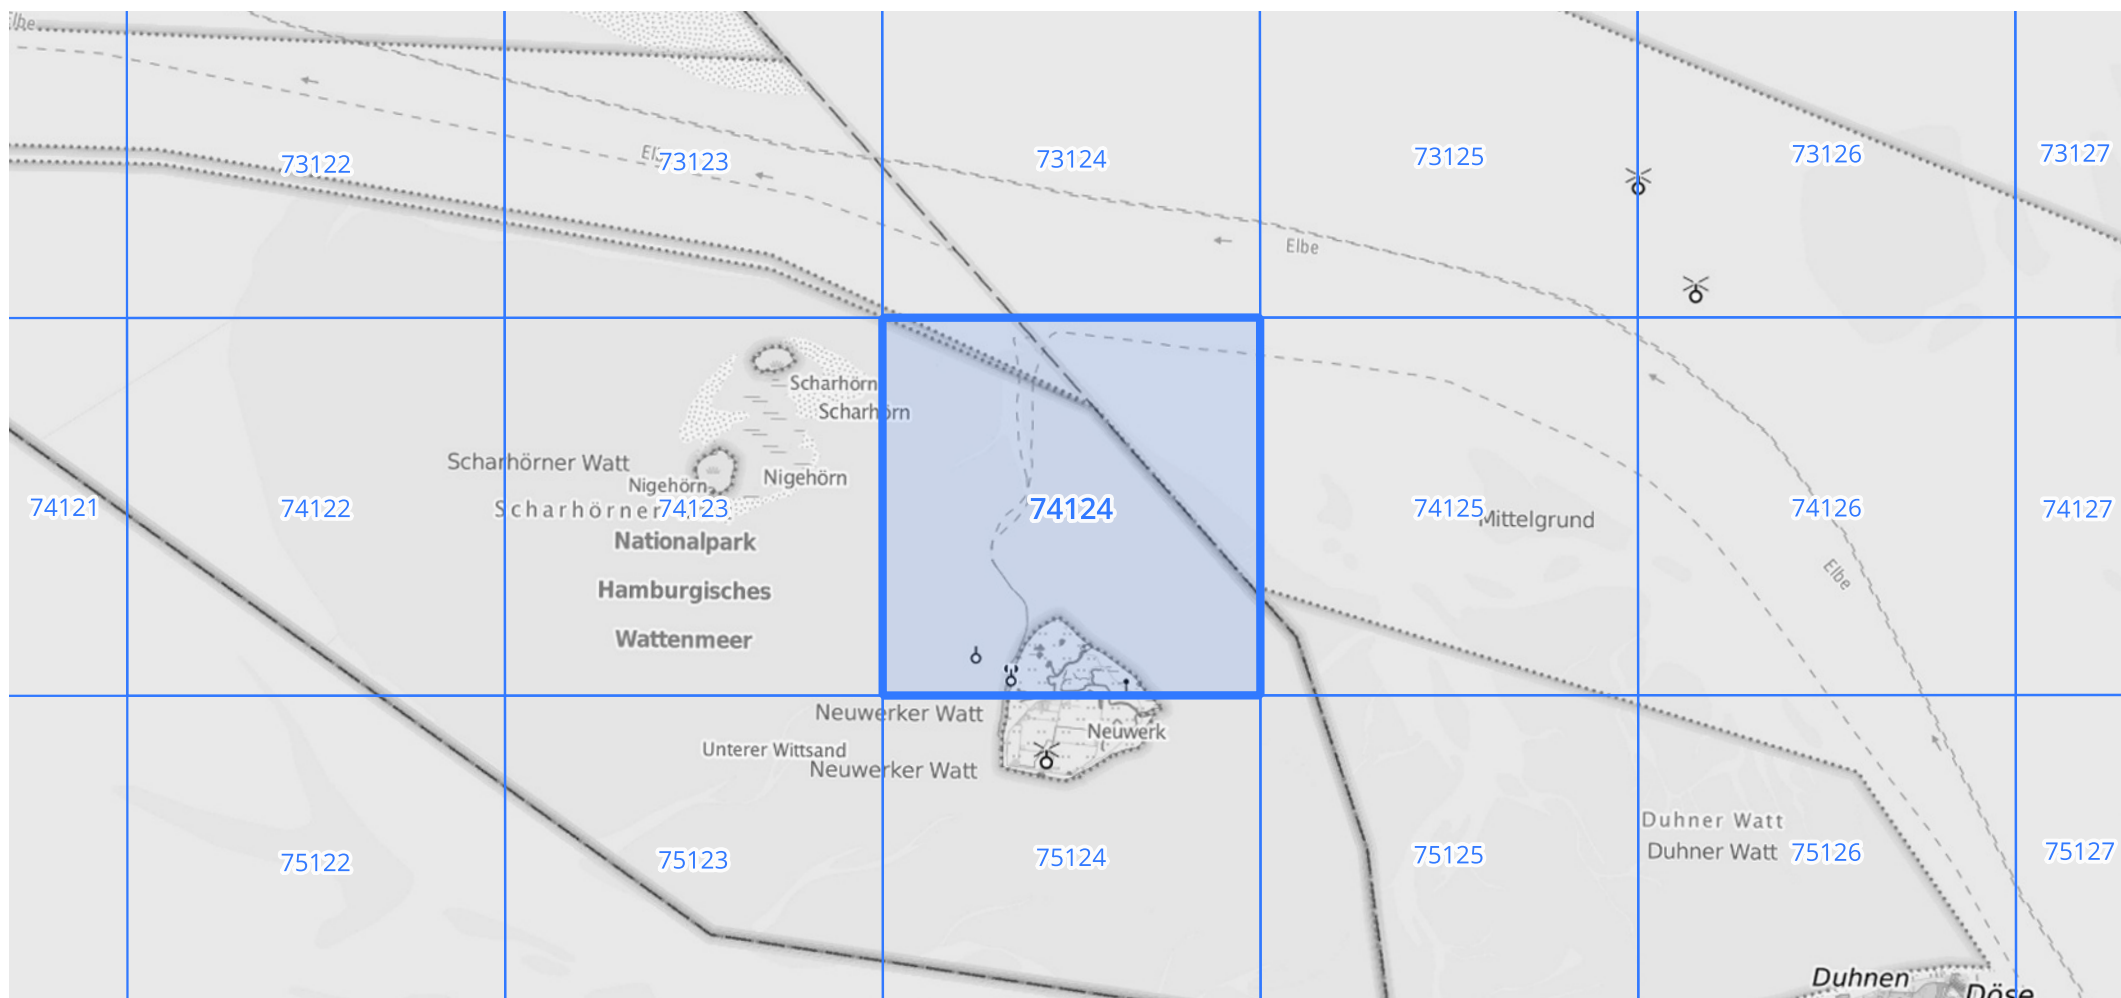 lbe
73122
El
73123
73124
73125
73126
73127
Elbe
Scharhörn
Scharhörn
Scharhörner Watt
Nigehörn
Nigehörn
74121
74122
Scharhörner
74123
74124
74125
Mittelgrund
74126
74127
Nationalpark
Hamburgisches
Wattenmeer
Elbe
Neuwerker Watt
Neuwerk
Unterer Wittsand
Neuwerker Watt
Duhner Watt
Duhner Watt
75122
75123
75124
75125
75126
75127
Duhnen
Döse